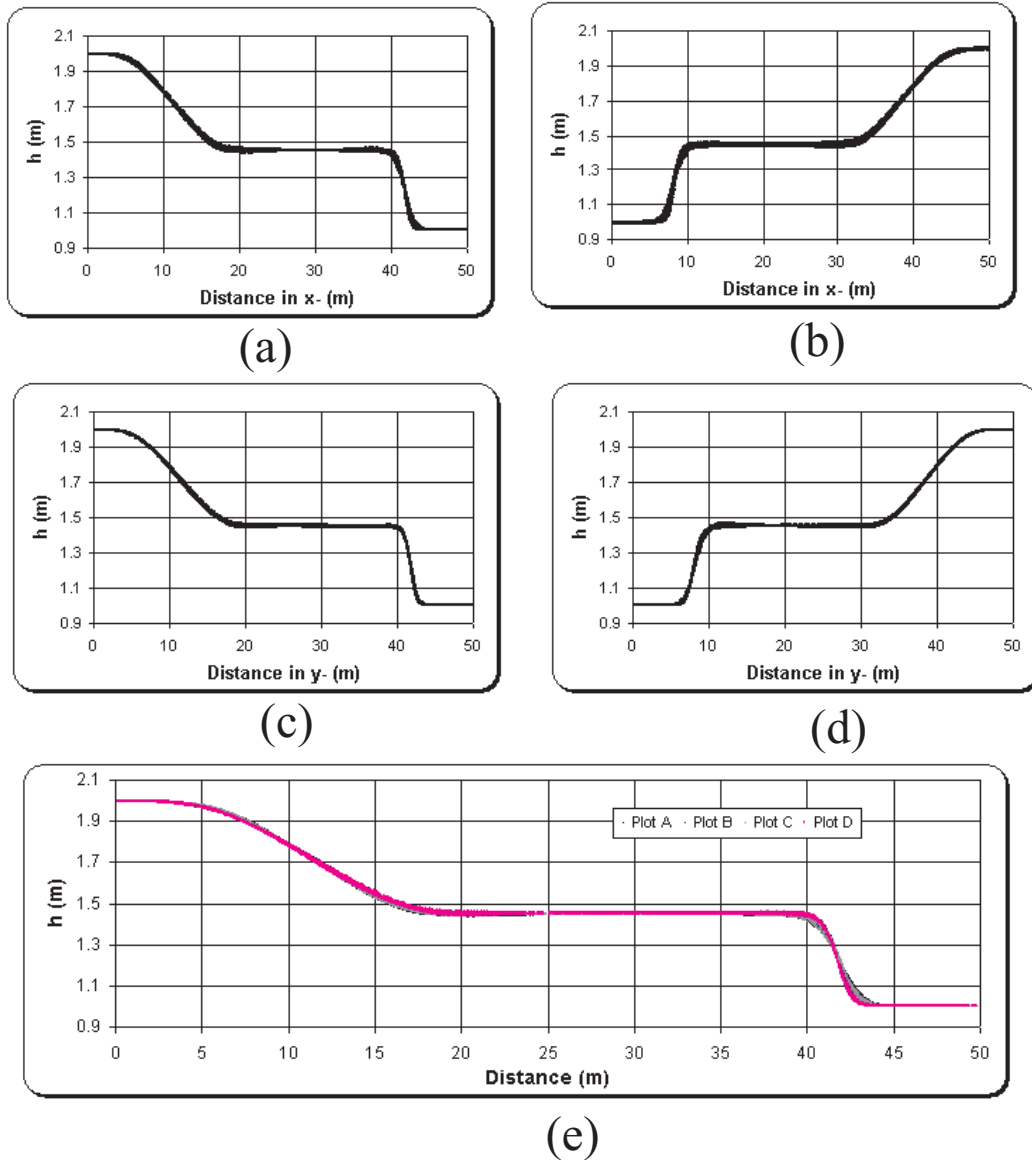 2.1
1.9
1.7
1.5
1.3
1.1
0.9
h (m)
0 10 20 30 40 50
Distance in x- (m)
(a)
2.1
1.9
1.7
1.5
1.3
1.1
0.9
h (m)
0 10 20 30 40 50
Distance in x- (m)
(b)
2.1
1.9
1.7
1.5
1.3
1.1
0.9
h (m)
0 10 20 30 40 50
Distance in y- (m)
(c)
2.1
1.9
1.7
1.5
1.3
1.1
0.9
h (m)
0 10 20 30 40 50
Distance in y- (m)
(d)
2.1
1.9
1.7
1.5
1.3
1.1
0.9
h (m)
Plot A Plot B Plot C Plot D
0 5 10 15 20 25 30 35 40 45 50
Distance (m)
(e)